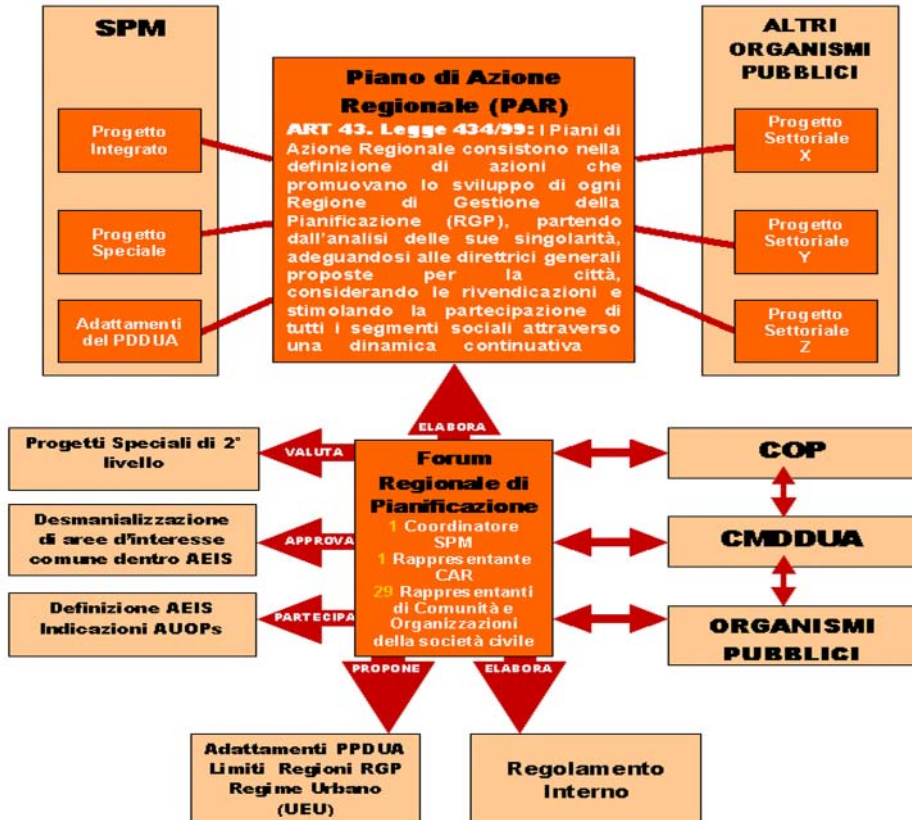 SPM
Progetto
Integrato
Progetto
Speciale
Adattamenti
del PDDUA
Piano di Azione
Regionale (PAR)
ART 43. Legge 434/99: I Piani di
Azione Regionale consistono nella
definizione di azioni che
promuovano lo sviluppo di ogni
Regione di Gestione della
Pianificazione (RGP), partendo
dall'analisi delle sue singolarità,
adeguandosi alle direttrici generali
proposte per la città,
considerando le rivendicazioni e
stimolando la partecipazione di
tutti i segmenti sociali attraverso
una dinamica continuativa
ALTRI
ORGANISMI
PUBBLICI
Progetto
Settoriale
X
Progetto
Settoriale
Y
Progetto
Settoriale
Z
ELABORA
Progetti Speciali di 2°
livello
VALUTA
Desmanializzazione
di aree d'interesse
comune dentro AEIS
APPROVA
Definizione AEIS
Indicazioni AUOPs
PARTECIPA
Forum
Regionale di
Pianificazione
1 Coordinatore
SPM
1 Rappresentante
CAR
29 Rappresentanti
di Comunità e
Organizzazioni
della società civile
COP
CMDDUA
ORGANISMI
PUBBLICI
PROPONE
ELABORA
Adattamenti PPDUA
Limiti Regioni RGP
Regime Urbano
(UEU)
Regolamento
Interno